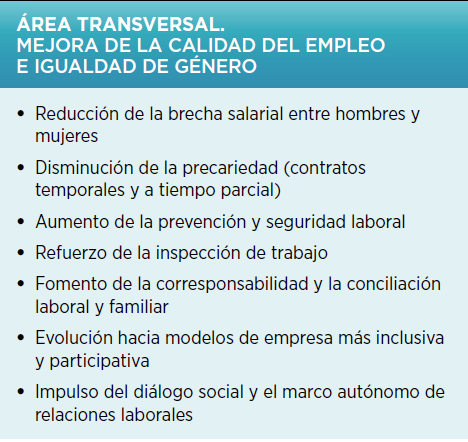 ÁREA TRANSVERSAL.
MEJORA DE LA CALIDAD DEL EMPLEO
E IGUALDAD DE GÉNERO
• Reducción de la brecha salarial entre hombres y
mujeres
• Disminución de la precariedad (contratos
temporales y a tiempo parcial)
• Aumento de la prevención y seguridad laboral
• Refuerzo de la inspección de trabajo
• Fomento de la corresponsabilidad y la conciliación
laboral y familiar
• Evolución hacia modelos de empresa más inclusiva
y participativa
• Impulso del diálogo social y el marco autónomo de
relaciones laborales